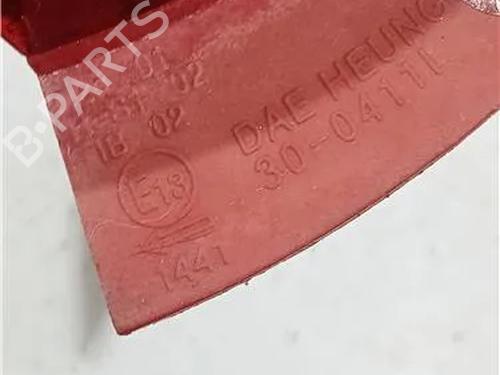 02
IB 02
DAE HEUNG
30-0411L
E13
1441
B-PARTS